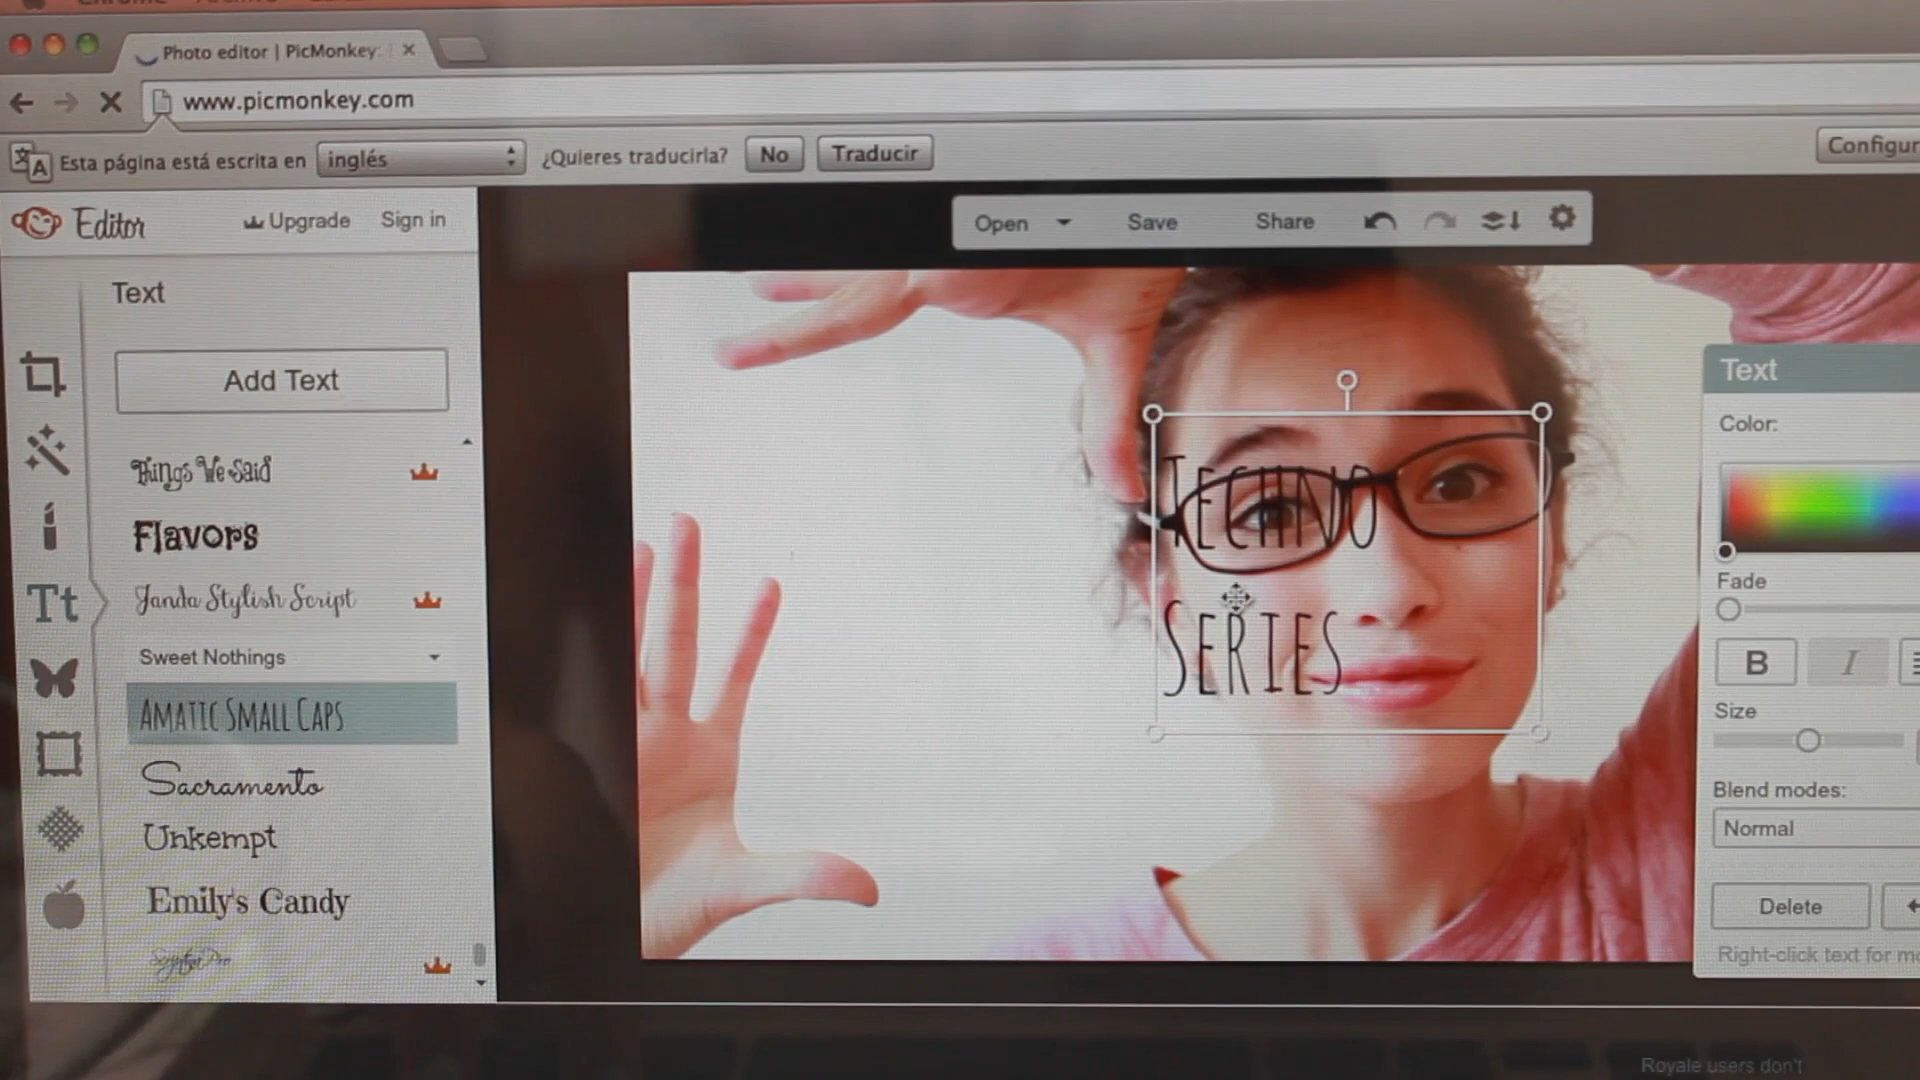 Photo editor | PicMonkey:
www.picmonkey.com
Esta página está escrita en inglés ¿Quieres traducirla? No Traducir
Configur
Editor Upgrade Sign in
Open Save Share
Text
Add Text
Things We Said
Flavors
Janda Stylish Script
Sweet Nothings
AMATIC SMALL CAPS
Sacramento
Unkempt
Emily's Candy
TECHNO
SERIES
Text
Color:
Fade
B I
Size
Blend modes:
Normal
Delete
Right-click text for mo
Royale users don't